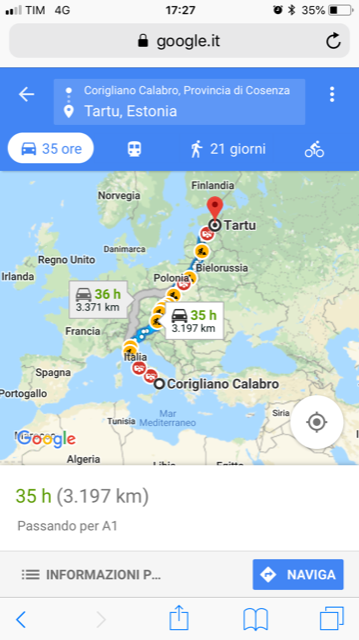 TIM 4G 17:27 35%
google.it
Corigliano Calabro, Provincia di Cosenza
Tartu, Estonia
35 ore 21 giorni
Finlandia
Norvegia
Tartu
Danimarca
Regno Unito
Bielorussia
Irlanda
Polonia
36 h
3.371 km
35 h
3.197 km
Francia
Italia
Spagna
Corigliano Calabro
Portogallo
Mar
Mediterraneo
Tunisia
Siria
Google
Algeria
Libia
Egitto
35 h (3.197 km)
Passando per A1
INFORMAZIONI P...
NAVIGA